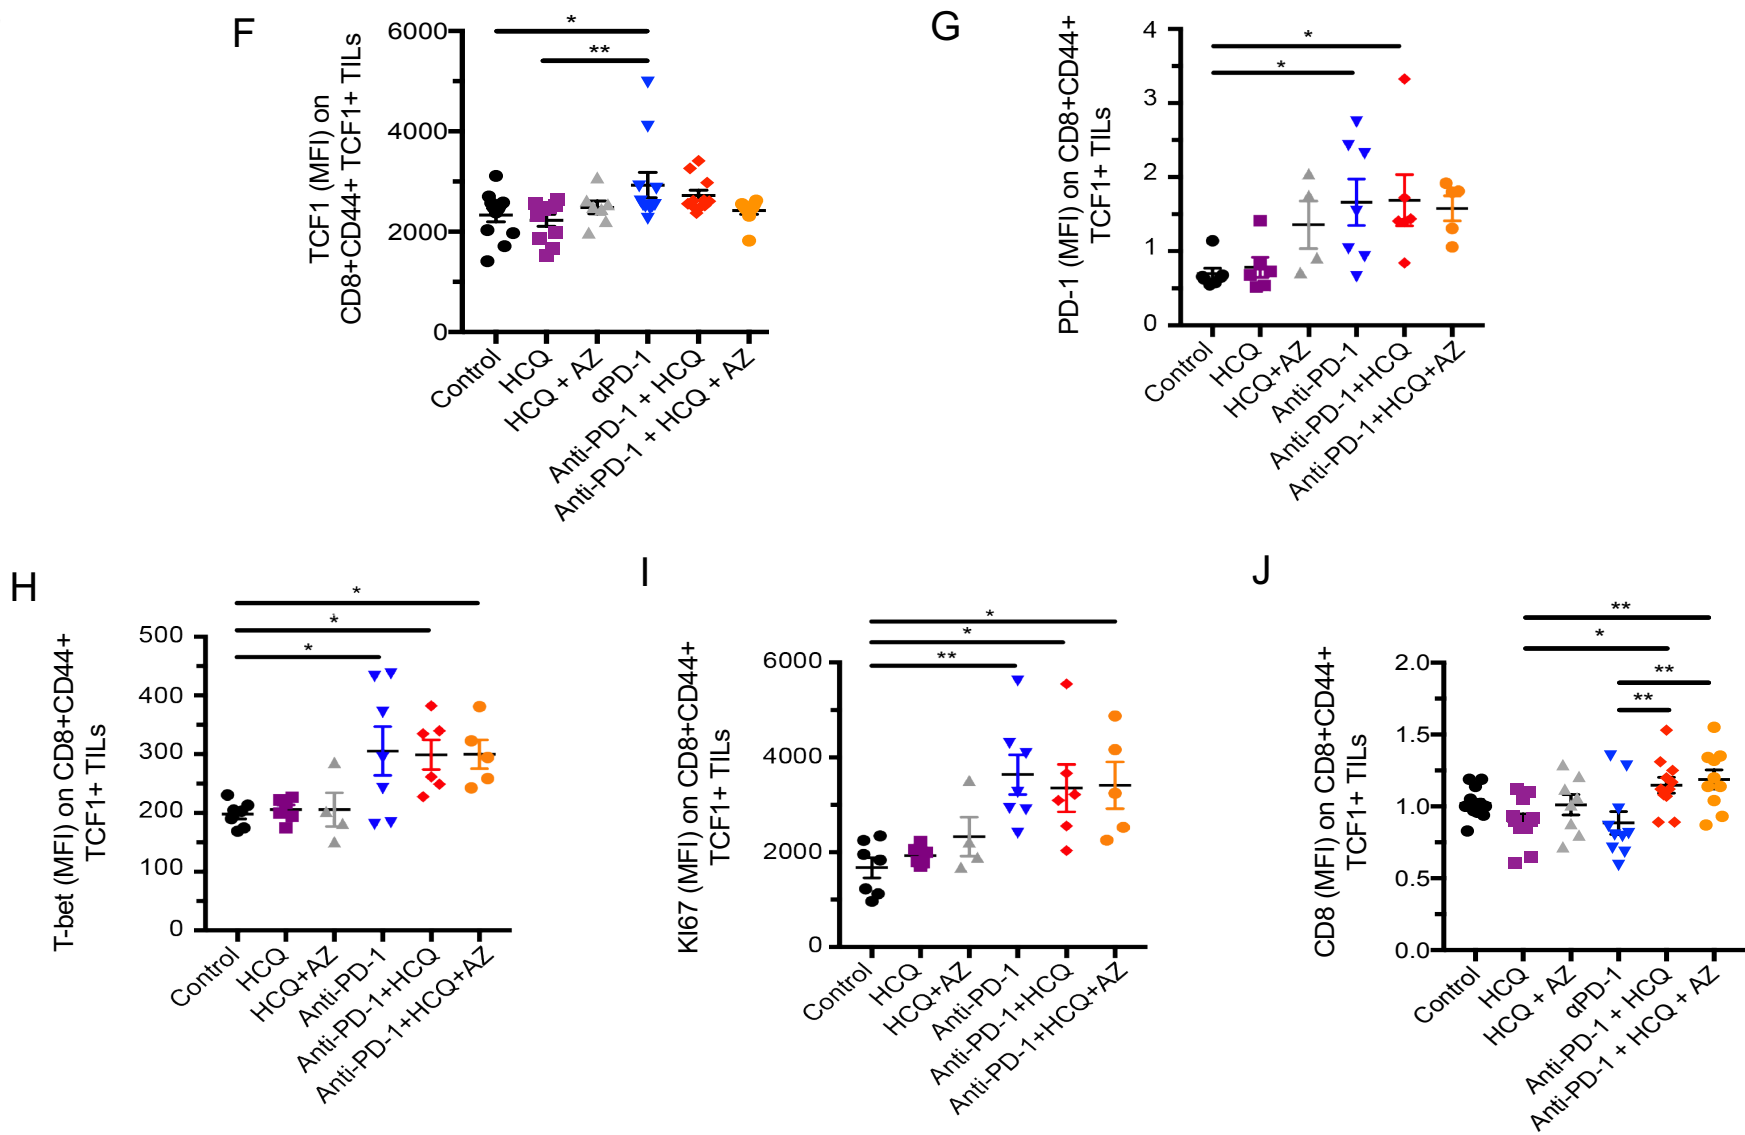 F
TCF1 (MFI) on
CD8+CD44+ TCF1+ TILs
6000
4000
2000
0
*
**
Control
HCQ
HCQ + AZ
αPD-1
Anti-PD-1 + HCQ
Anti-PD-1 + HCQ + AZ
G
PD-1 (MFI) on CD8+CD44+
TCF1+ TILs
4
3
2
1
0
*
*
Control
HCQ
HCQ+AZ
Anti-PD-1
Anti-PD-1+HCQ
Anti-PD-1+HCQ+AZ
H
T-bet (MFI) on CD8+CD44+
TCF1+ TILs
500
400
300
200
100
0
*
*
*
Control
HCQ
HCQ+AZ
Anti-PD-1
Anti-PD-1+HCQ
Anti-PD-1+HCQ+AZ
I
KI67 (MFI) on CD8+CD44+
TCF1+ TILs
6000
4000
2000
0
*
*
**
Control
HCQ
HCQ+AZ
Anti-PD-1
Anti-PD-1+HCQ
Anti-PD-1+HCQ+AZ
J
CD8 (MFI) on CD8+CD44+
TCF1+ TILs
2.0
1.5
1.0
0.5
0.0
**
*
**
**
Control
HCQ
HCQ + AZ
αPD-1
Anti-PD-1 + HCQ
Anti-PD-1 + HCQ + AZ